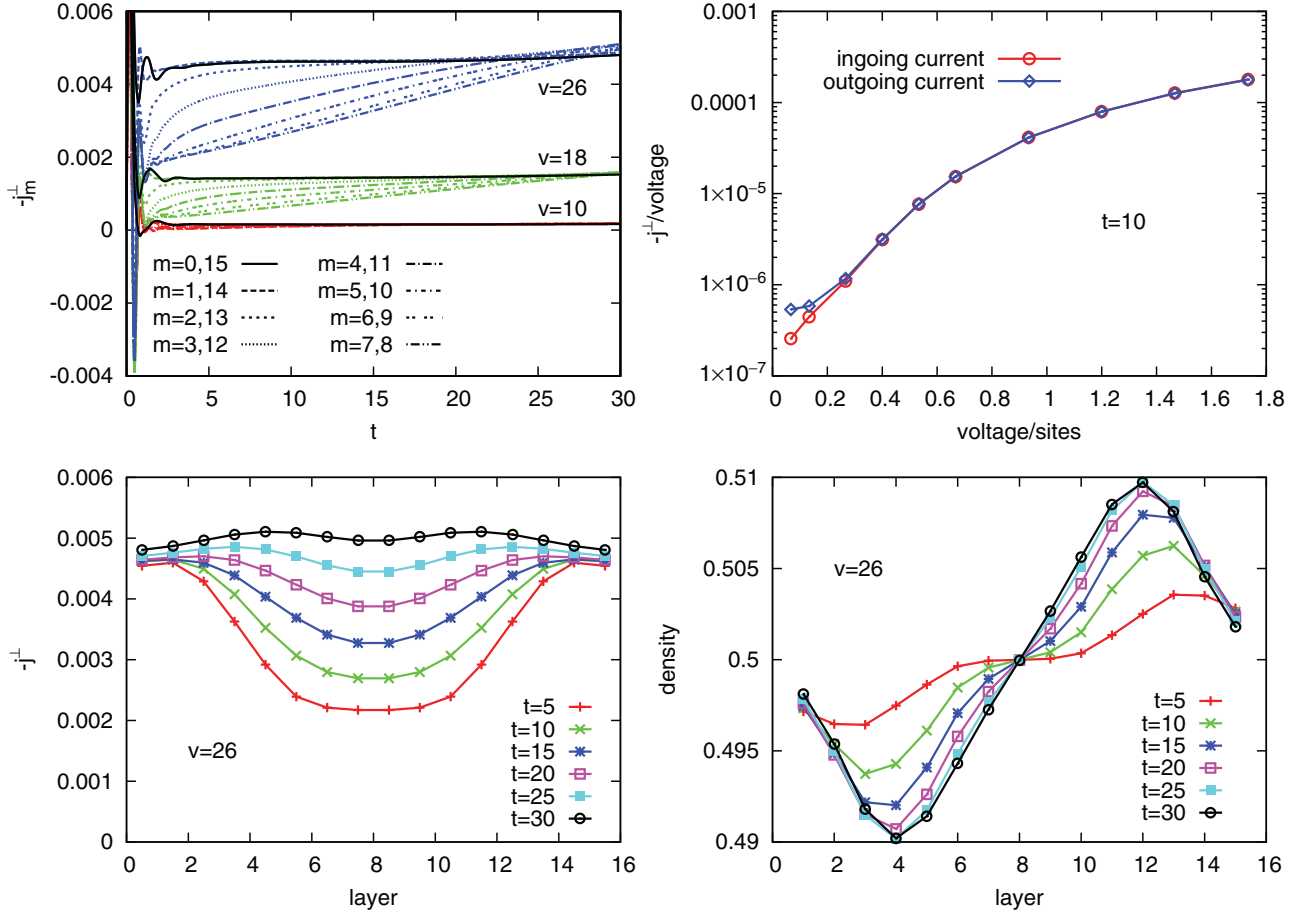 0.006
0.004
0.002
0
-0.002
-0.004
-j⊥m
v=26
v=18
v=10
m=0,15
m=1,14
m=2,13
m=3,12
m=4,11
m=5,10
m=6,9
m=7,8
0 5 10 15 20 25 30
t
0.001
0.0001
1×10-5
1×10-6
1×10-7
-j⊥/voltage
ingoing current
outgoing current
t=10
0 0.2 0.4 0.6 0.8 1 1.2 1.4 1.6 1.8
voltage/sites
0.006
0.005
0.004
0.003
0.002
0.001
0
-j⊥
v=26
t=5
t=10
t=15
t=20
t=25
t=30
0 2 4 6 8 10 12 14 16
layer
0.51
0.505
0.5
0.495
0.49
density
v=26
t=5
t=10
t=15
t=20
t=25
t=30
0 2 4 6 8 10 12 14 16
layer